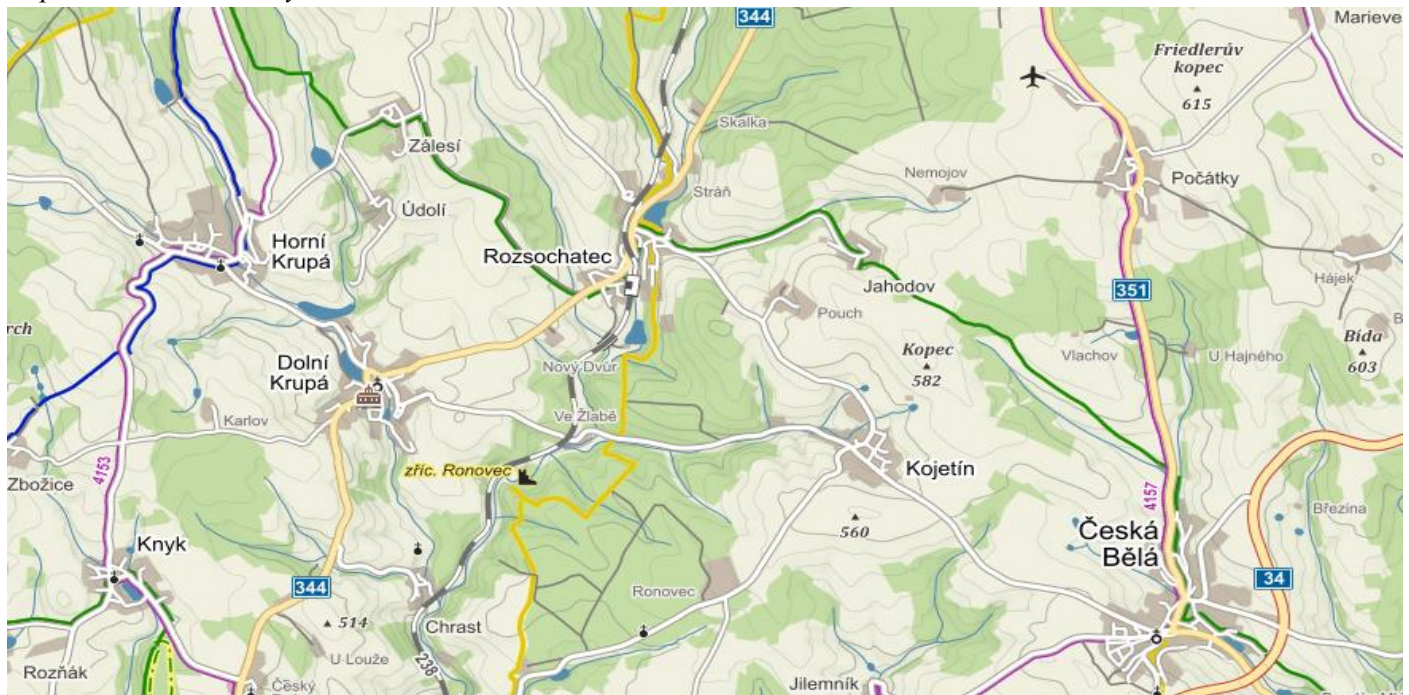 344
Marieve
Friedlerův
kopec
615
Skalka
Zálesí
Nemojov
Počátky
Stráň
Údolí
Horní
Krupá
Rozsochatec
Hájek
Jahodov
351
Pouch
rch
Bída
603
Kopec
582
Vlachov
U Hajného
Nový Dvůr
Dolní
Krupá
Karlov
Ve Žlabě
zříc. Ronovec
Kojetín
4153
Zbožice
4157
Březina
560
Česká
Bělá
Knyk
34
344
Ronovec
514
Chrast
238
U Louže
Rozňák
Český
Jilemník